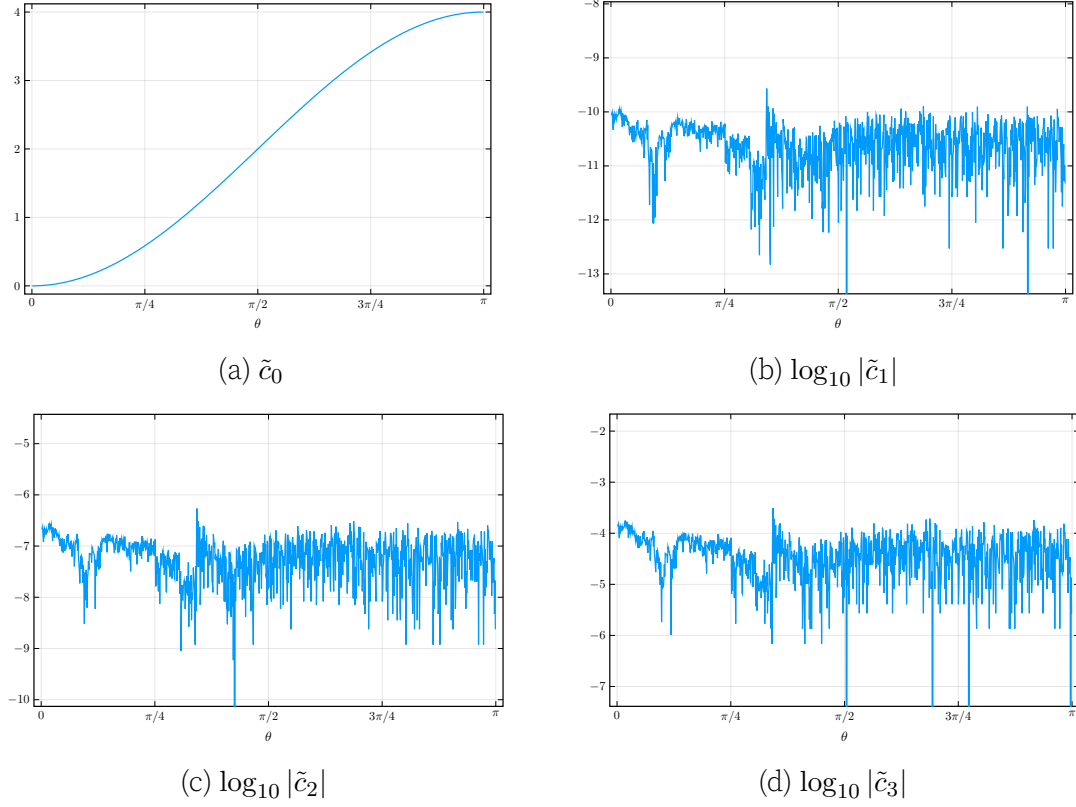 4
3
2
1
0
0
π/4
π/2
3π/4
π
θ
(a) c̃₀
−8
−9
−10
−11
−12
−13
0
π/4
π/2
3π/4
π
θ
(b) log₁₀ |c̃₁|
−5
−6
−7
−8
−9
−10
0
π/4
π/2
3π/4
π
θ
(c) log₁₀ |c̃₂|
−2
−3
−4
−5
−6
−7
0
π/4
π/2
3π/4
π
θ
(d) log₁₀ |c̃₃|